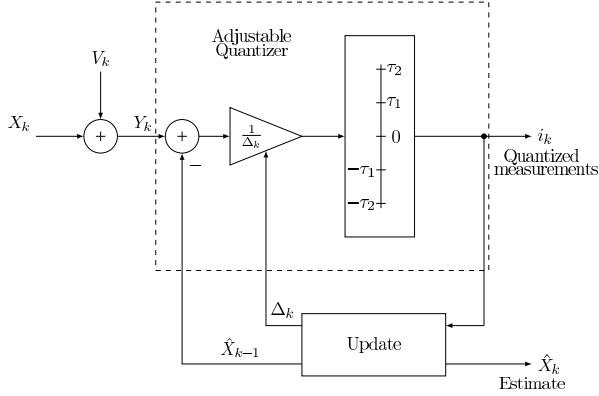 Adjustable
Quantizer
V_k
X_k
+
Y_k
+
−
1
Δ_k
τ_2
τ_1
0
−τ_1
−τ_2
i_k
Quantized
measurements
Δ_k
X̂_{k−1}
Update
X̂_k
Estimate